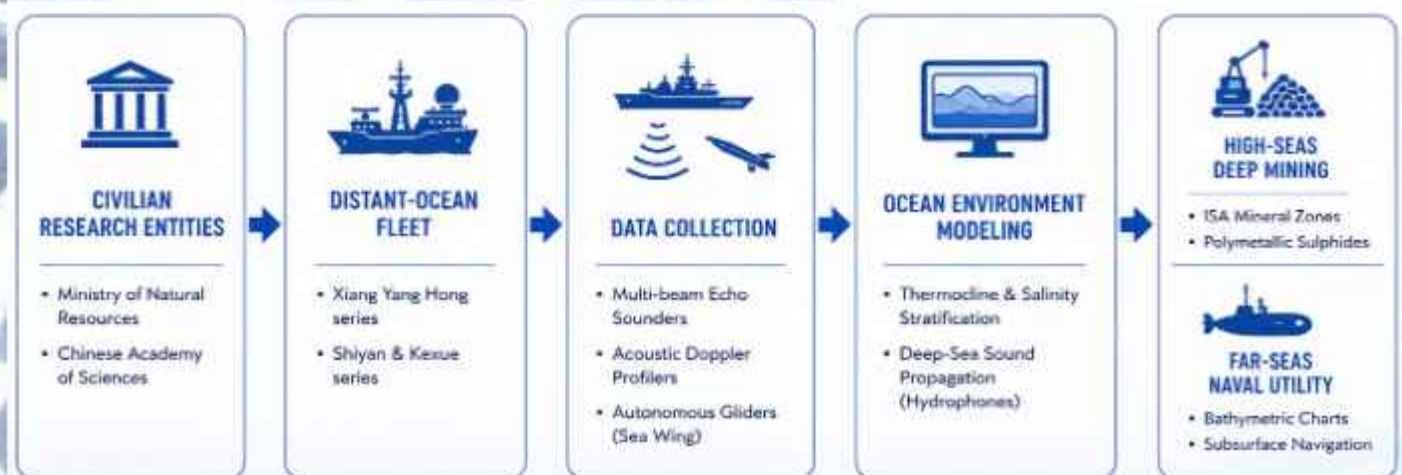 CIVILIAN
RESEARCH ENTITIES
• Ministry of Natural
Resources
• Chinese Academy
of Sciences
DISTANT-OCEAN
FLEET
• Xiang Yang Hong
series
• Shiyan & Kexue
series
DATA COLLECTION
• Multi-beam Echo
Sounders
• Acoustic Doppler
Profilers
• Autonomous Gliders
(Sea Wing)
OCEAN ENVIRONMENT
MODELING
• Thermocline & Salinity
Stratification
• Deep-Sea Sound
Propagation
(Hydrophones)
HIGH-SEAS
DEEP MINING
• ISA Mineral Zones
• Polymetallic Sulphides
FAR-SEAS
NAVAL UTILITY
• Bathymetric Charts
• Subsurface Navigation